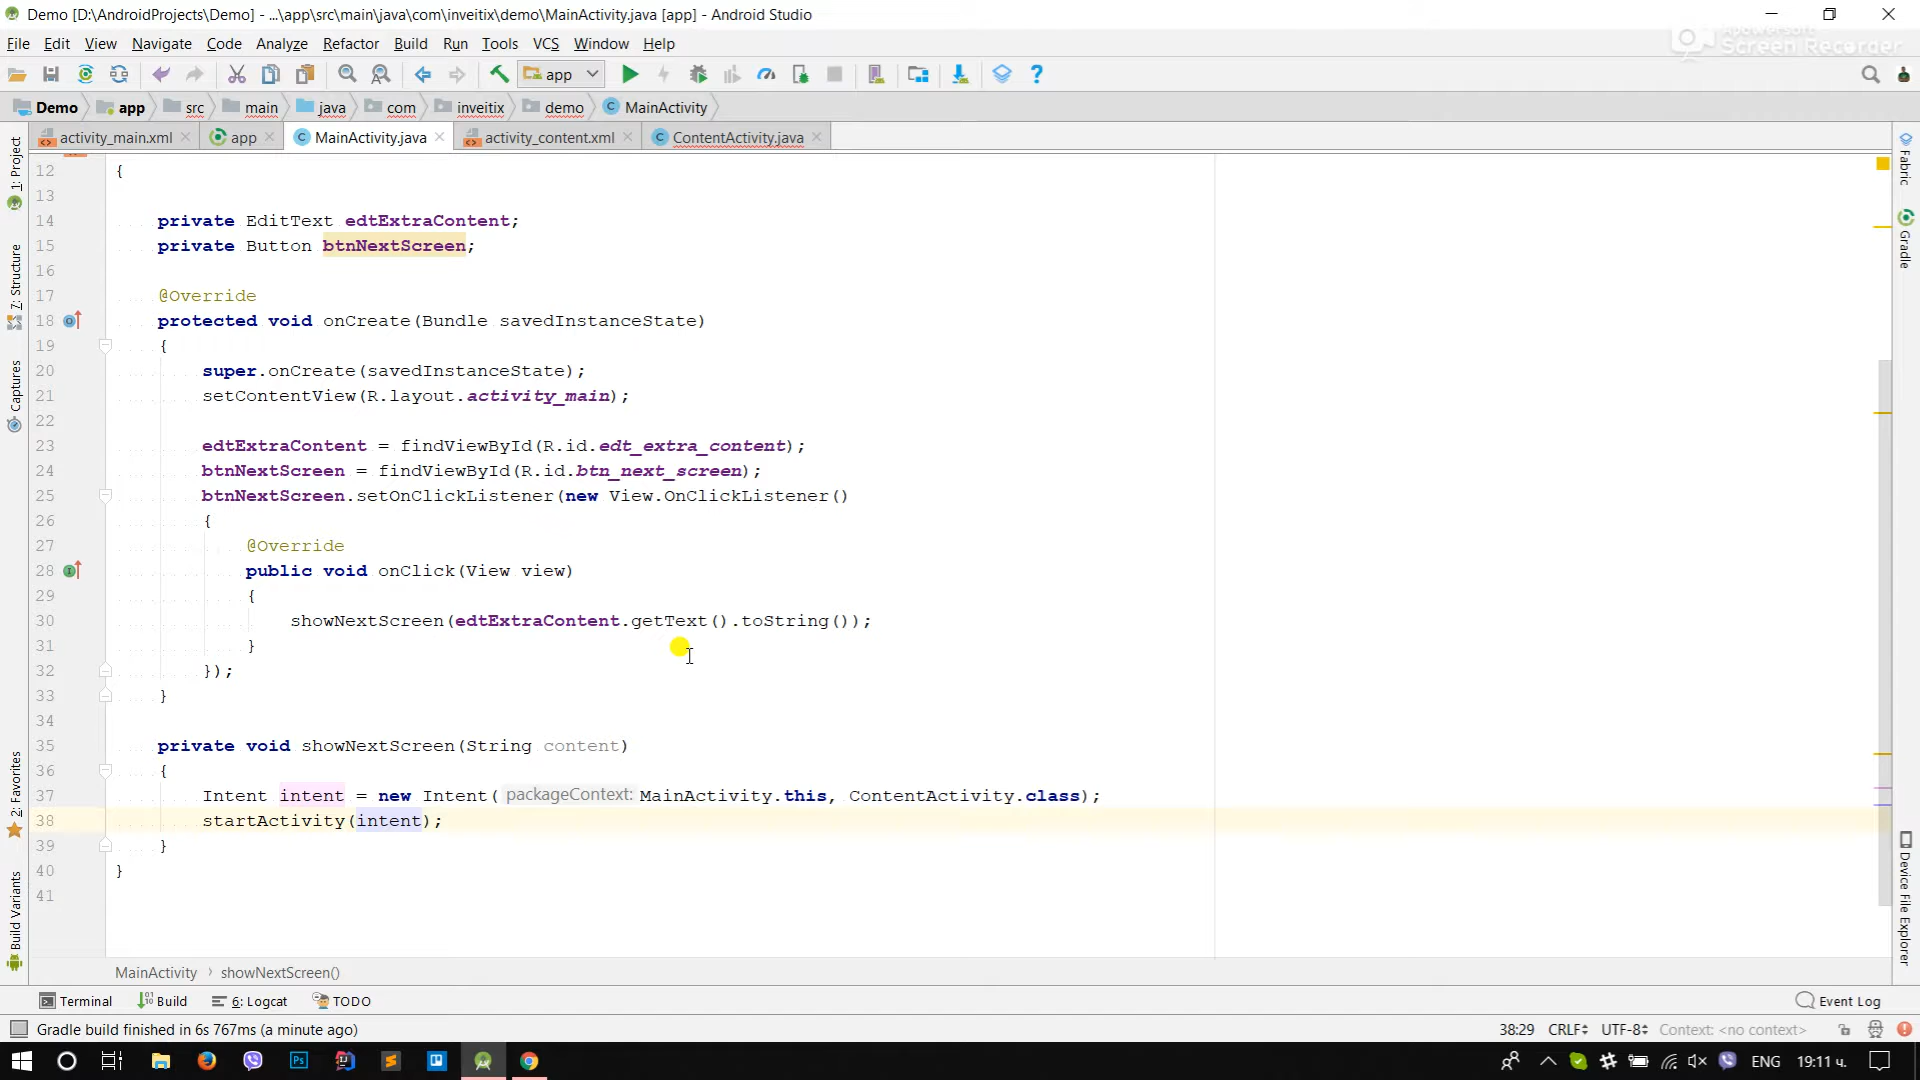 Demo [D:\AndroidProjects\Demo] - ...\app\src\main\java\com\inveitix\demo\MainActivity.java [app] - Android Studio
File Edit View Navigate Code Analyze Refactor Build Run Tools VCS Window Help
Apowersoft
Screen Recorder
app
Demo app src main java com inveitix demo MainActivity
activity_main.xml app MainActivity.java activity_content.xml ContentActivity.java
12 {
13
14 private EditText edtExtraContent;
15 private Button btnNextScreen;
16
17 @Override
18 protected void onCreate(Bundle savedInstanceState)
19 {
20 super.onCreate(savedInstanceState);
21 setContentView(R.layout.activity_main);
22
23 edtExtraContent = findViewById(R.id.edt_extra_content);
24 btnNextScreen = findViewById(R.id.btn_next_screen);
25 btnNextScreen.setOnClickListener(new View.OnClickListener()
26 {
27 @Override
28 public void onClick(View view)
29 {
30 showNextScreen(edtExtraContent.getText().toString());
31 }
32 });
33 }
34
35 private void showNextScreen(String content)
36 {
37 Intent intent = new Intent( packageContext: MainActivity.this, ContentActivity.class);
38 startActivity(intent);
39 }
40 }
41
1: Project
7: Structure
Captures
2: Favorites
Build Variants
Fabric
Gradle
Device File Explorer
MainActivity › showNextScreen()
Terminal Build 6: Logcat TODO Event Log
Gradle build finished in 6s 767ms (a minute ago) 38:29 CRLF UTF-8 Context: <no context>
ENG 19:11 ч.